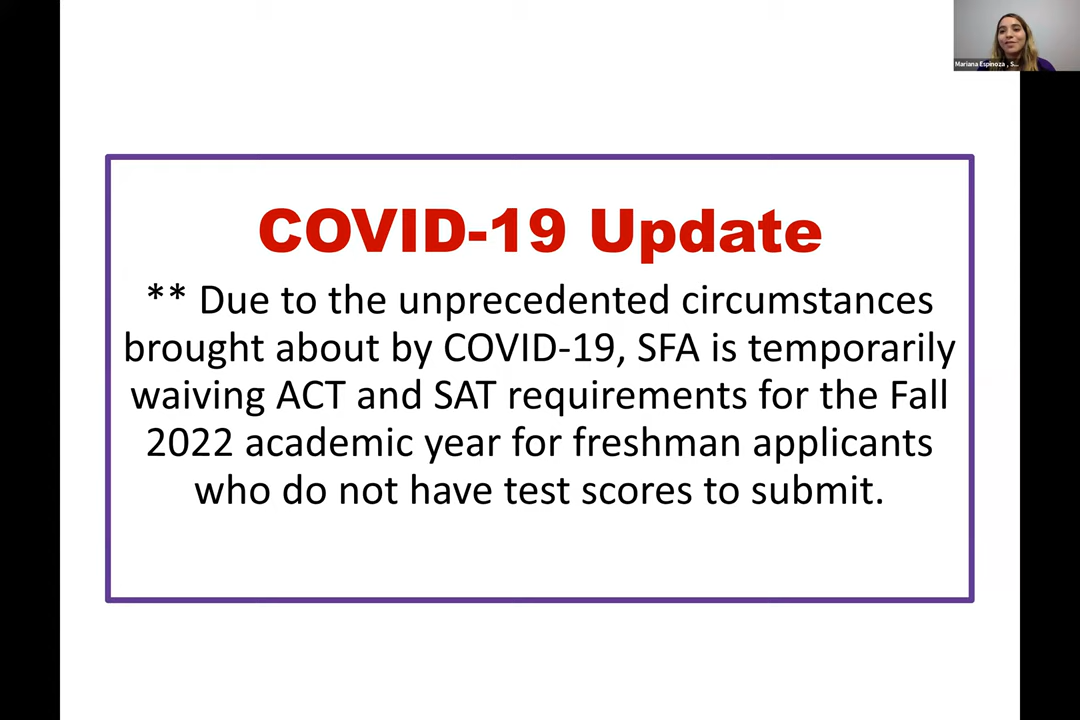 Mariana Espinoza , S...
COVID-19 Update
** Due to the unprecedented circumstances
brought about by COVID-19, SFA is temporarily
waiving ACT and SAT requirements for the Fall
2022 academic year for freshman applicants
who do not have test scores to submit.